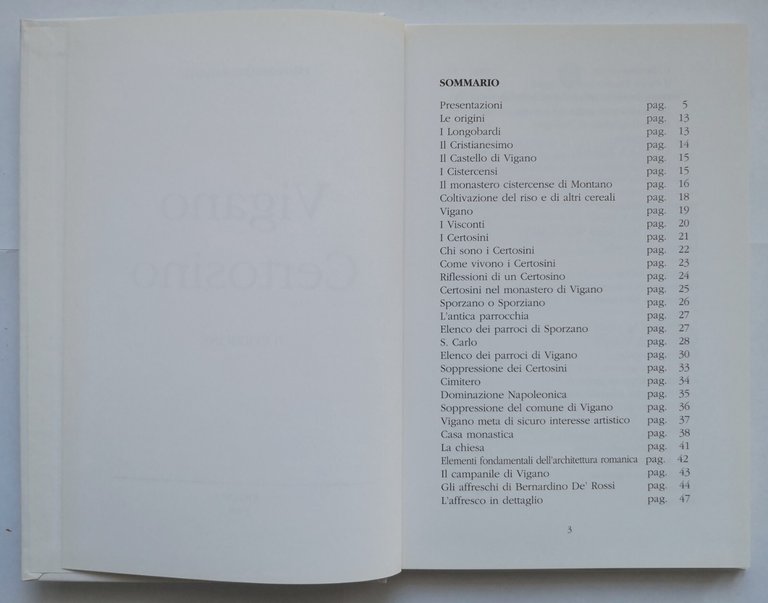 SOMMARIO
Presentazioni pag. 5
Le origini pag. 13
I Longobardi pag. 13
Il Cristianesimo pag. 14
Il Castello di Vigano pag. 15
I Cistercensi pag. 15
Il monastero cistercense di Montano pag. 16
Coltivazione del riso e di altri cereali pag. 18
Vigano pag. 19
I Visconti pag. 20
I Certosini pag. 21
Chi sono i Certosini pag. 22
Come vivono i Certosini pag. 23
Riflessioni di un Certosino pag. 24
Certosini nel monastero di Vigano pag. 25
Sporzano o Sporziano pag. 26
L'antica parrocchia pag. 27
Elenco dei parroci di Sporzano pag. 27
S. Carlo pag. 28
Elenco dei parroci di Vigano pag. 30
Soppressione dei Certosini pag. 33
Cimitero pag. 34
Dominazione Napoleonica pag. 35
Soppressione del comune di Vigano pag. 36
Vigano meta di sicuro interesse artistico pag. 37
Casa monastica pag. 38
La chiesa pag. 41
Elementi fondamentali dell'architettura romanica pag. 42
Il campanile di Vigano pag. 43
Gli affreschi di Bernardino De' Rossi pag. 44
L'affresco in dettaglio pag. 47
3